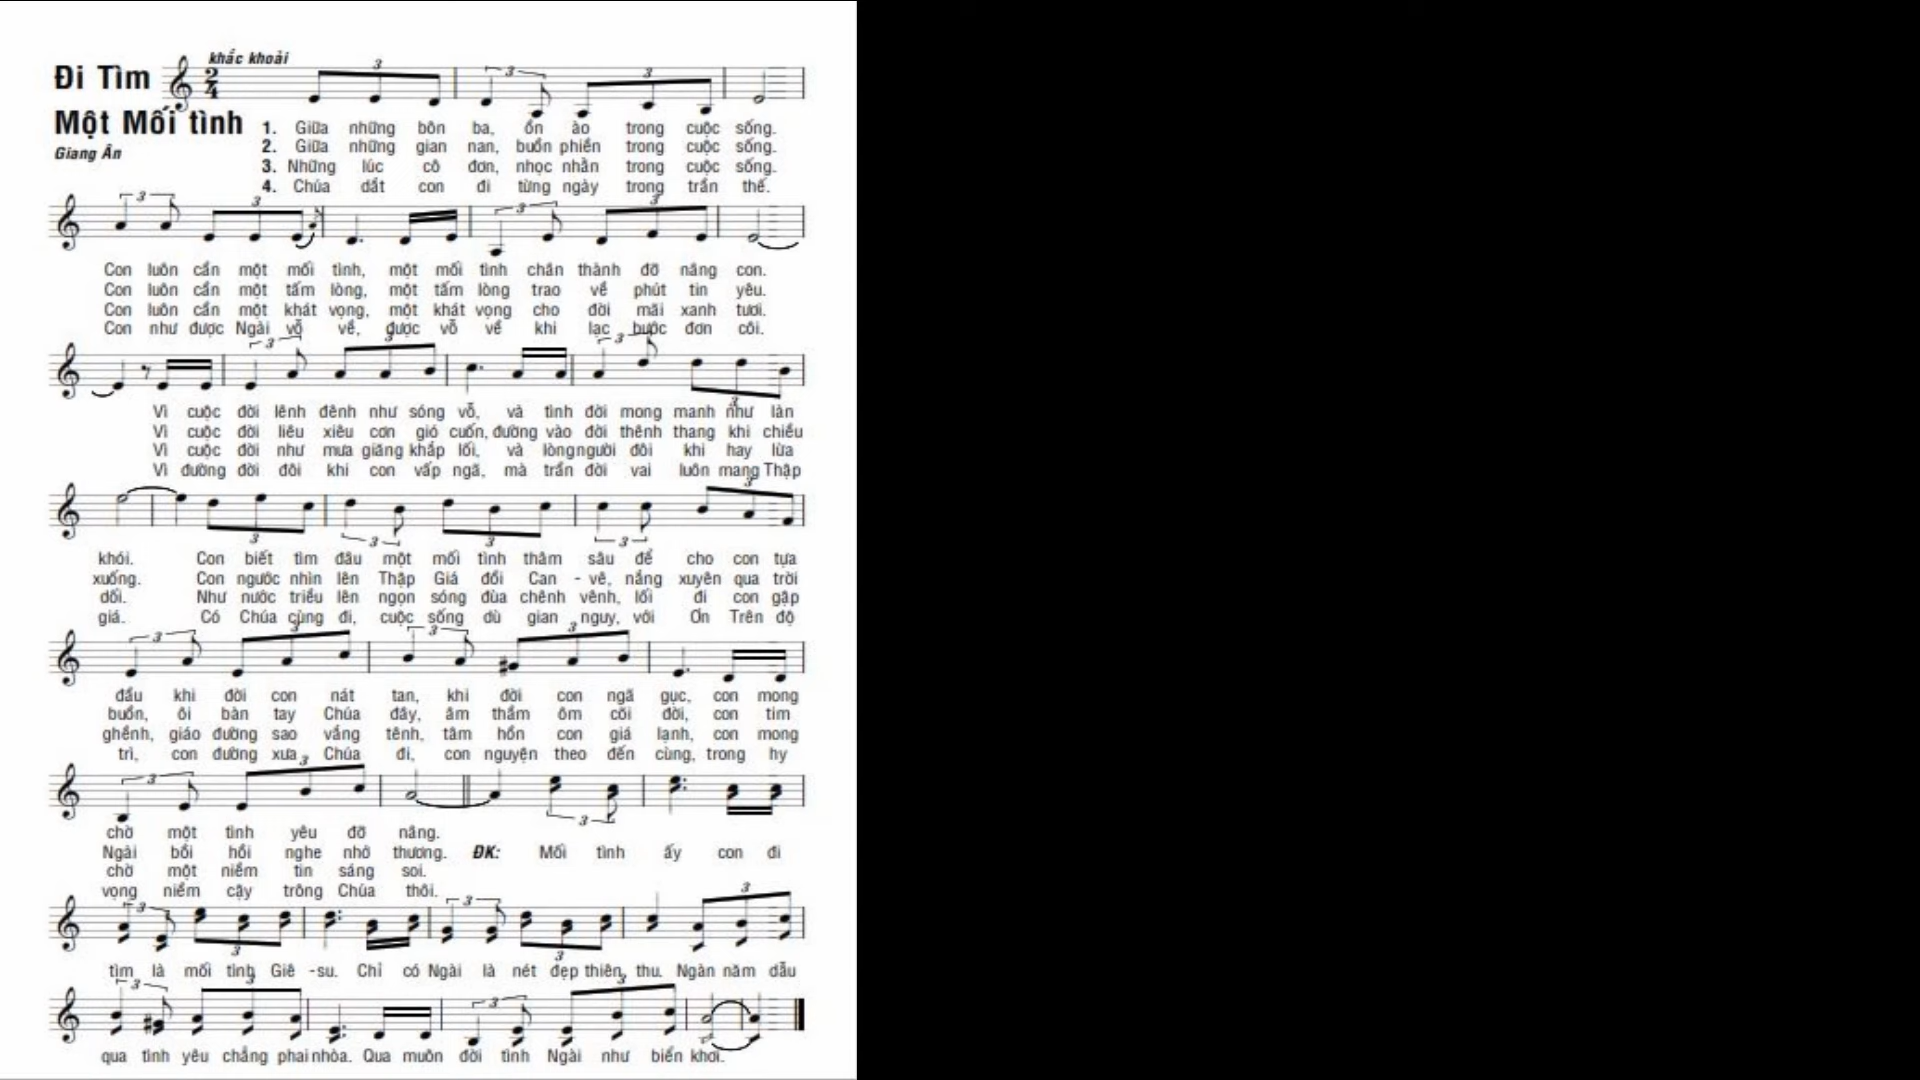 khắc khoải
Đi Tìm
Một Mối tình
Giang Ân
1. Giữa những bôn ba, ồn ào trong cuộc sống.
2. Giữa những gian nan, buồn phiền trong cuộc sống.
3. Những lúc cô đơn, nhọc nhằn trong cuộc sống.
4. Chúa dắt con đi từng ngày trong trần thế.
Con luôn cần một mối tình, một mối tình chân thành đỡ nâng con.
Con luôn cần một tấm lòng, một tấm lòng trao về phút tin yêu.
Con luôn cần một khát vọng, một khát vọng cho đời mãi xanh tươi.
Con như được Ngài vỗ về, được vỗ về khi lạc bước đơn côi.
Vì cuộc đời lênh đênh như sóng vỗ, và tình đời mong manh như làn
Vì cuộc đời liêu xiêu cơn gió cuốn, đường vào đời thênh thang khi chiều
Vì cuộc đời như mưa giăng khắp lối, và lòng người đôi khi hay lừa
Vì đường đời đôi khi con vấp ngã, mà trần đời vai luôn mang Thập
khói. Con biết tìm đâu một mối tình thâm sâu để cho con tựa
xuống. Con ngước nhìn lên Thập Giá đồi Can - vê, nắng xuyên qua trời
dối. Như nước triều lên ngọn sóng đùa chênh vênh, lối đi con gặp
giá. Có Chúa cùng đi, cuộc sống dù gian nguy, với Ơn Trên độ
đầu khi đời con nát tan, khi đời con ngã gục, con mong
buồn, ôi bàn tay Chúa đây, âm thầm ôm cõi đời, con tim
ghềnh, giáo đường sao vắng tênh, tâm hồn con giá lạnh, con mong
trì, con đường xưa Chúa đi, con nguyện theo đến cùng, trong hy
chờ một tình yêu đỡ nâng.
Ngài bồi hồi nghe nhớ thương. ĐK: Mối tình ấy con đi
chờ một niềm tin sáng soi.
vọng niềm cậy trông Chúa thôi.
tìm là mối tình Giê -su. Chỉ có Ngài là nét đẹp thiên thu. Ngàn năm dẫu
qua tình yêu chẳng phai nhòa. Qua muôn đời tình Ngài như biển khơi.